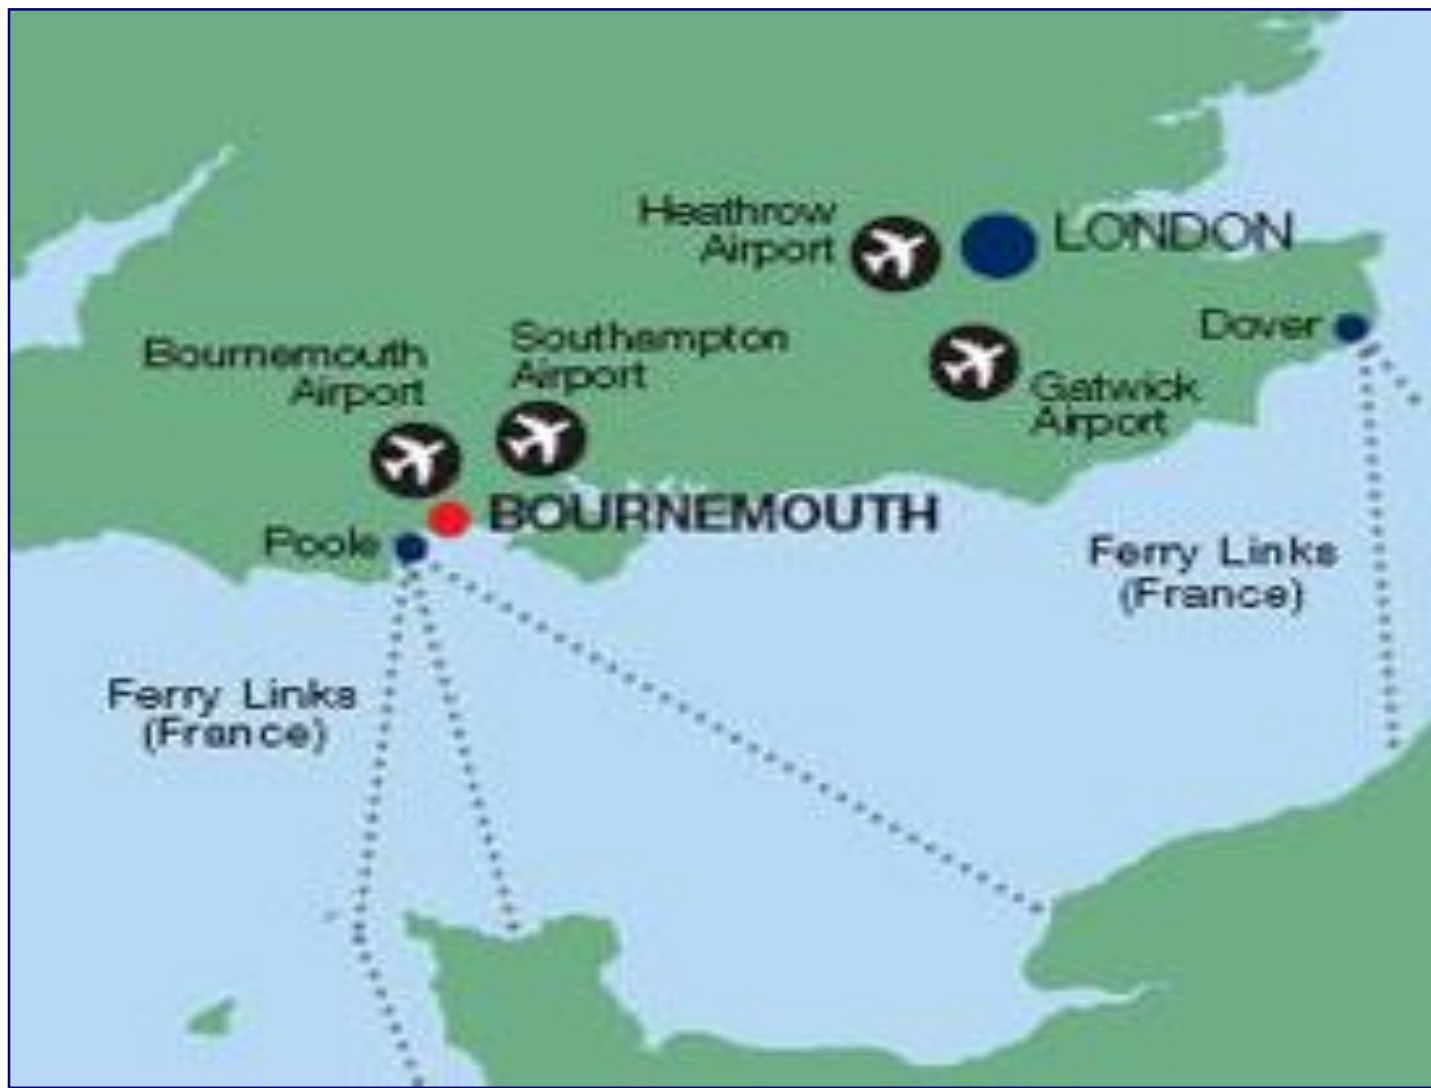 Heathrow
Airport
LONDON
Dover
Southampton
Airport
Bournemouth
Airport
Gatwick
Airport
BOURNEMOUTH
Poole
Ferry Links
(France)
Ferry Links
(France)